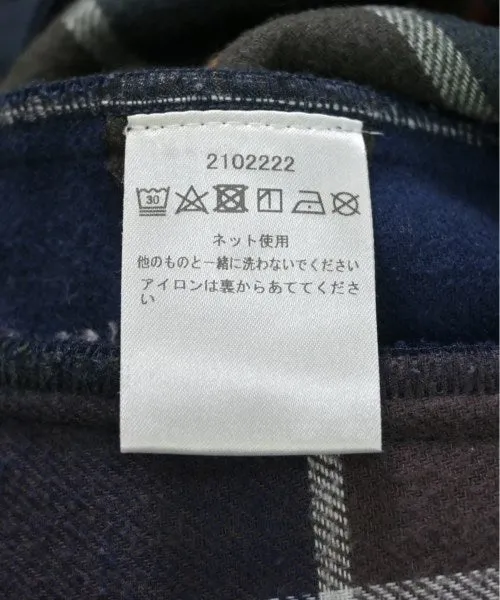 2102222
30
ネット使用
他のものと一緒に洗わないでください
アイロンは裏からあててくださ
い